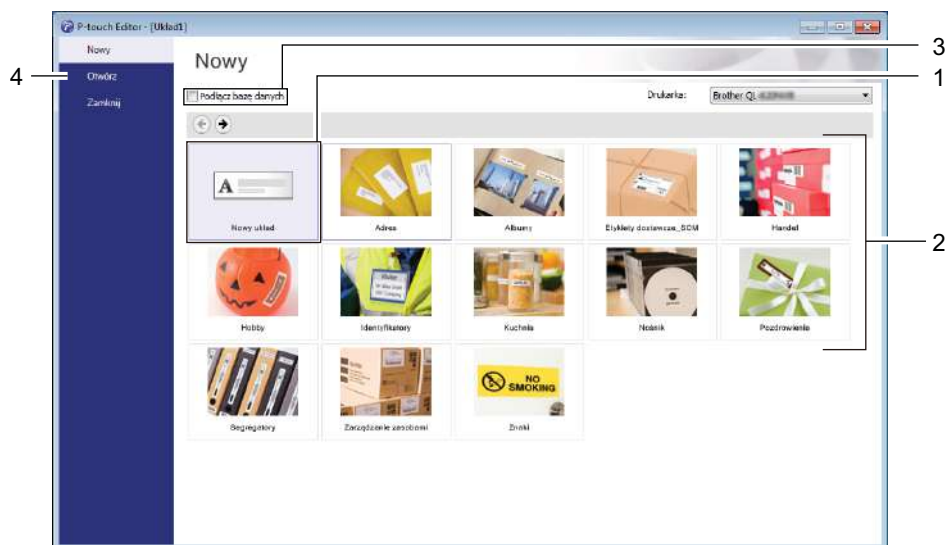 P-touch Editor - [Układ1]
Nowy
Otwórz
Zamknij
Nowy
Podłącz bazę danych
Drukarka:
Brother QL
Nowy układ
Adres
Albumy
Etykiety dostawcze_SOM
Handel
Hobby
Identyfikatory
Kuchnia
Nośnik
Pozdrowienia
NO
SMOKING
Segregatory
Zarządzanie zasobami
Znaki
3
1
4
2
A